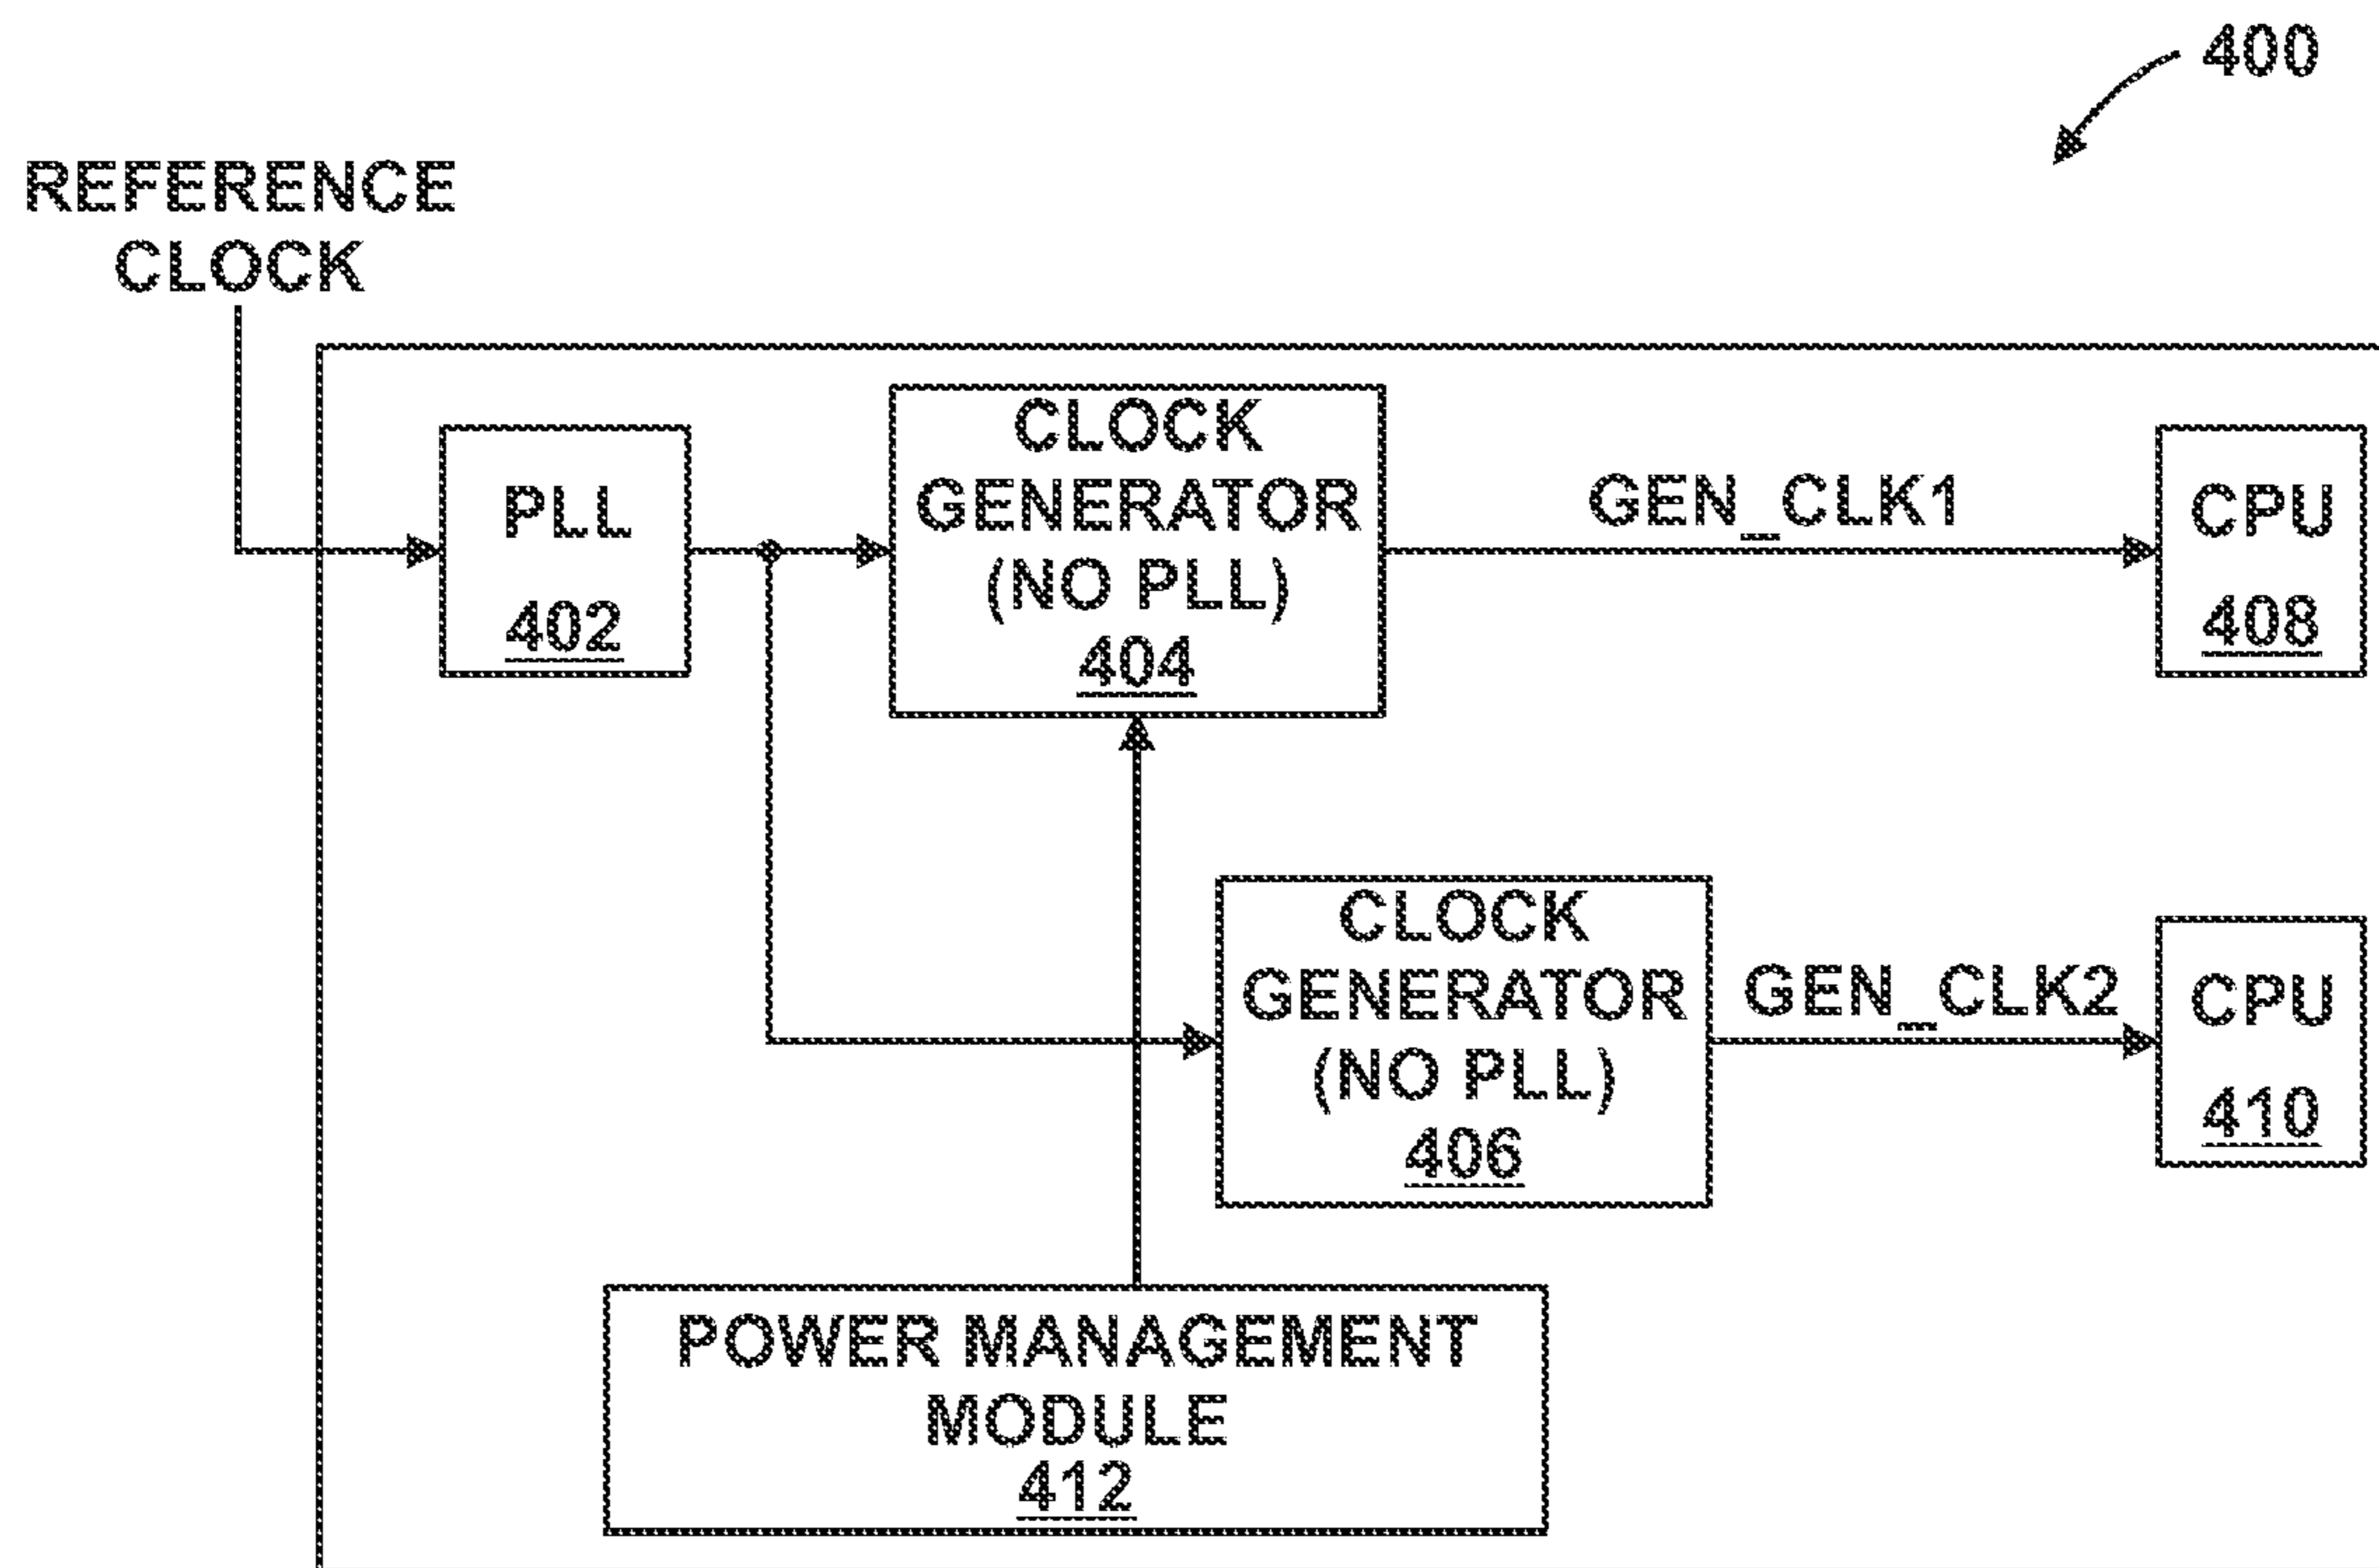 400
REFERENCE
CLOCK
PLL
402
CLOCK
GENERATOR
(NO PLL)
404
GEN_CLK1
CPU
408
CLOCK
GENERATOR
(NO PLL)
406
GEN_CLK2
CPU
410
POWER MANAGEMENT
MODULE
412